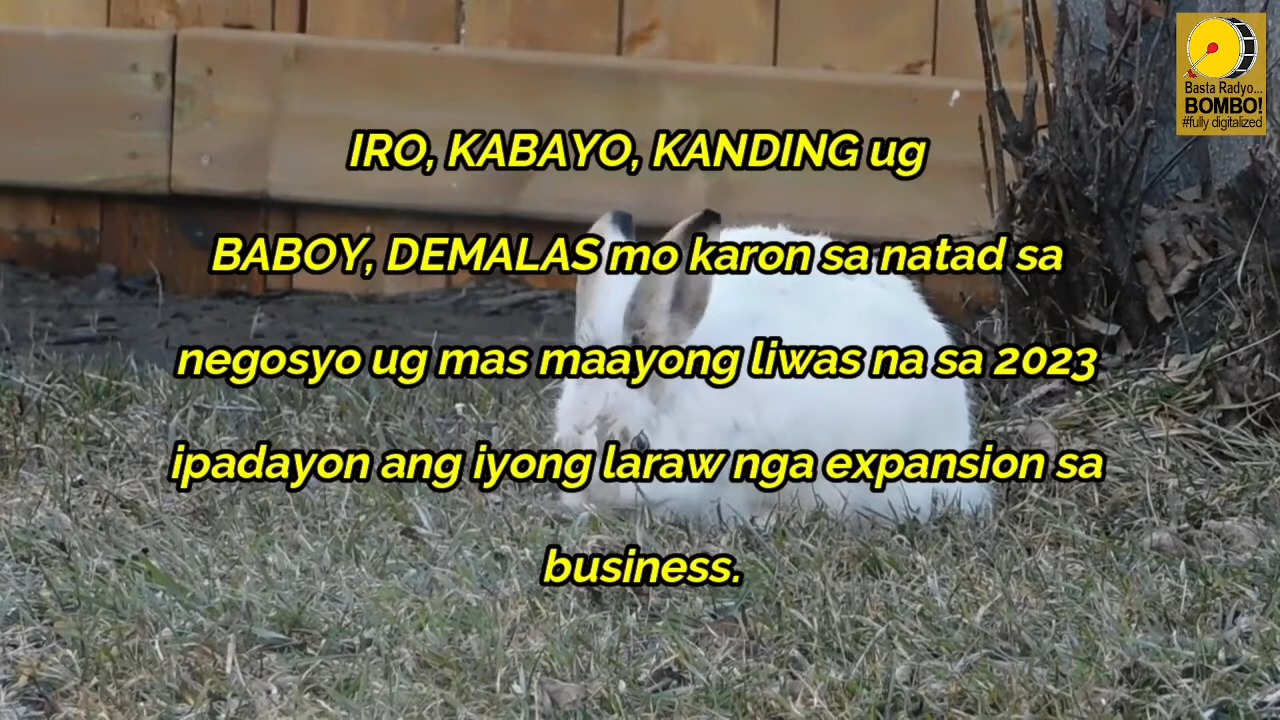 Basta Radyo...
BOMBO!
#fully digitalized
IRO, KABAYO, KANDING ug
BABOY, DEMALAS mo karon sa natad sa
negosyo ug mas maayong liwas na sa 2023
ipadayon ang iyong laraw nga expansion sa
business.